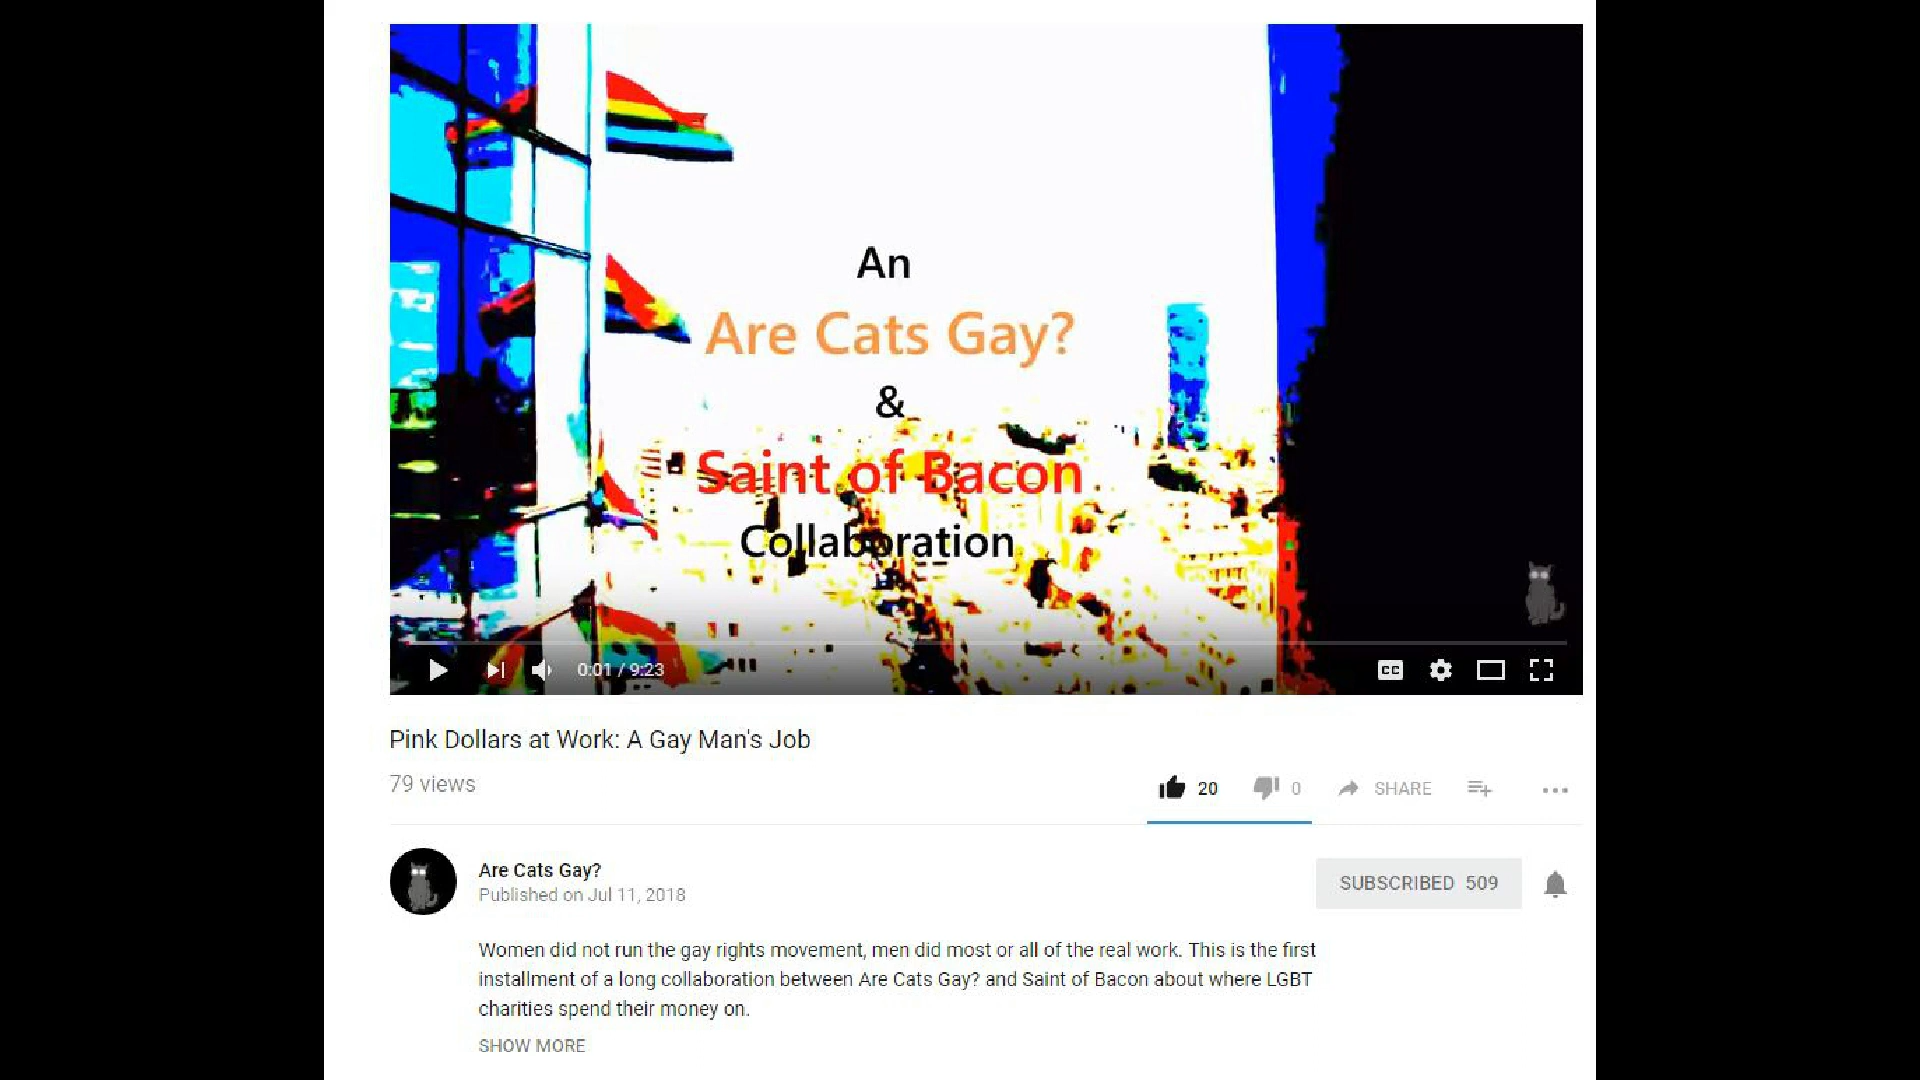 An
Are Cats Gay?
&
Saint of Bacon
Collaboration
0:01 / 9:23
CC
Pink Dollars at Work: A Gay Man's Job
79 views
20
0
SHARE
Are Cats Gay?
Published on Jul 11, 2018
SUBSCRIBED 509
Women did not run the gay rights movement, men did most or all of the real work. This is the first
installment of a long collaboration between Are Cats Gay? and Saint of Bacon about where LGBT
charities spend their money on.
SHOW MORE